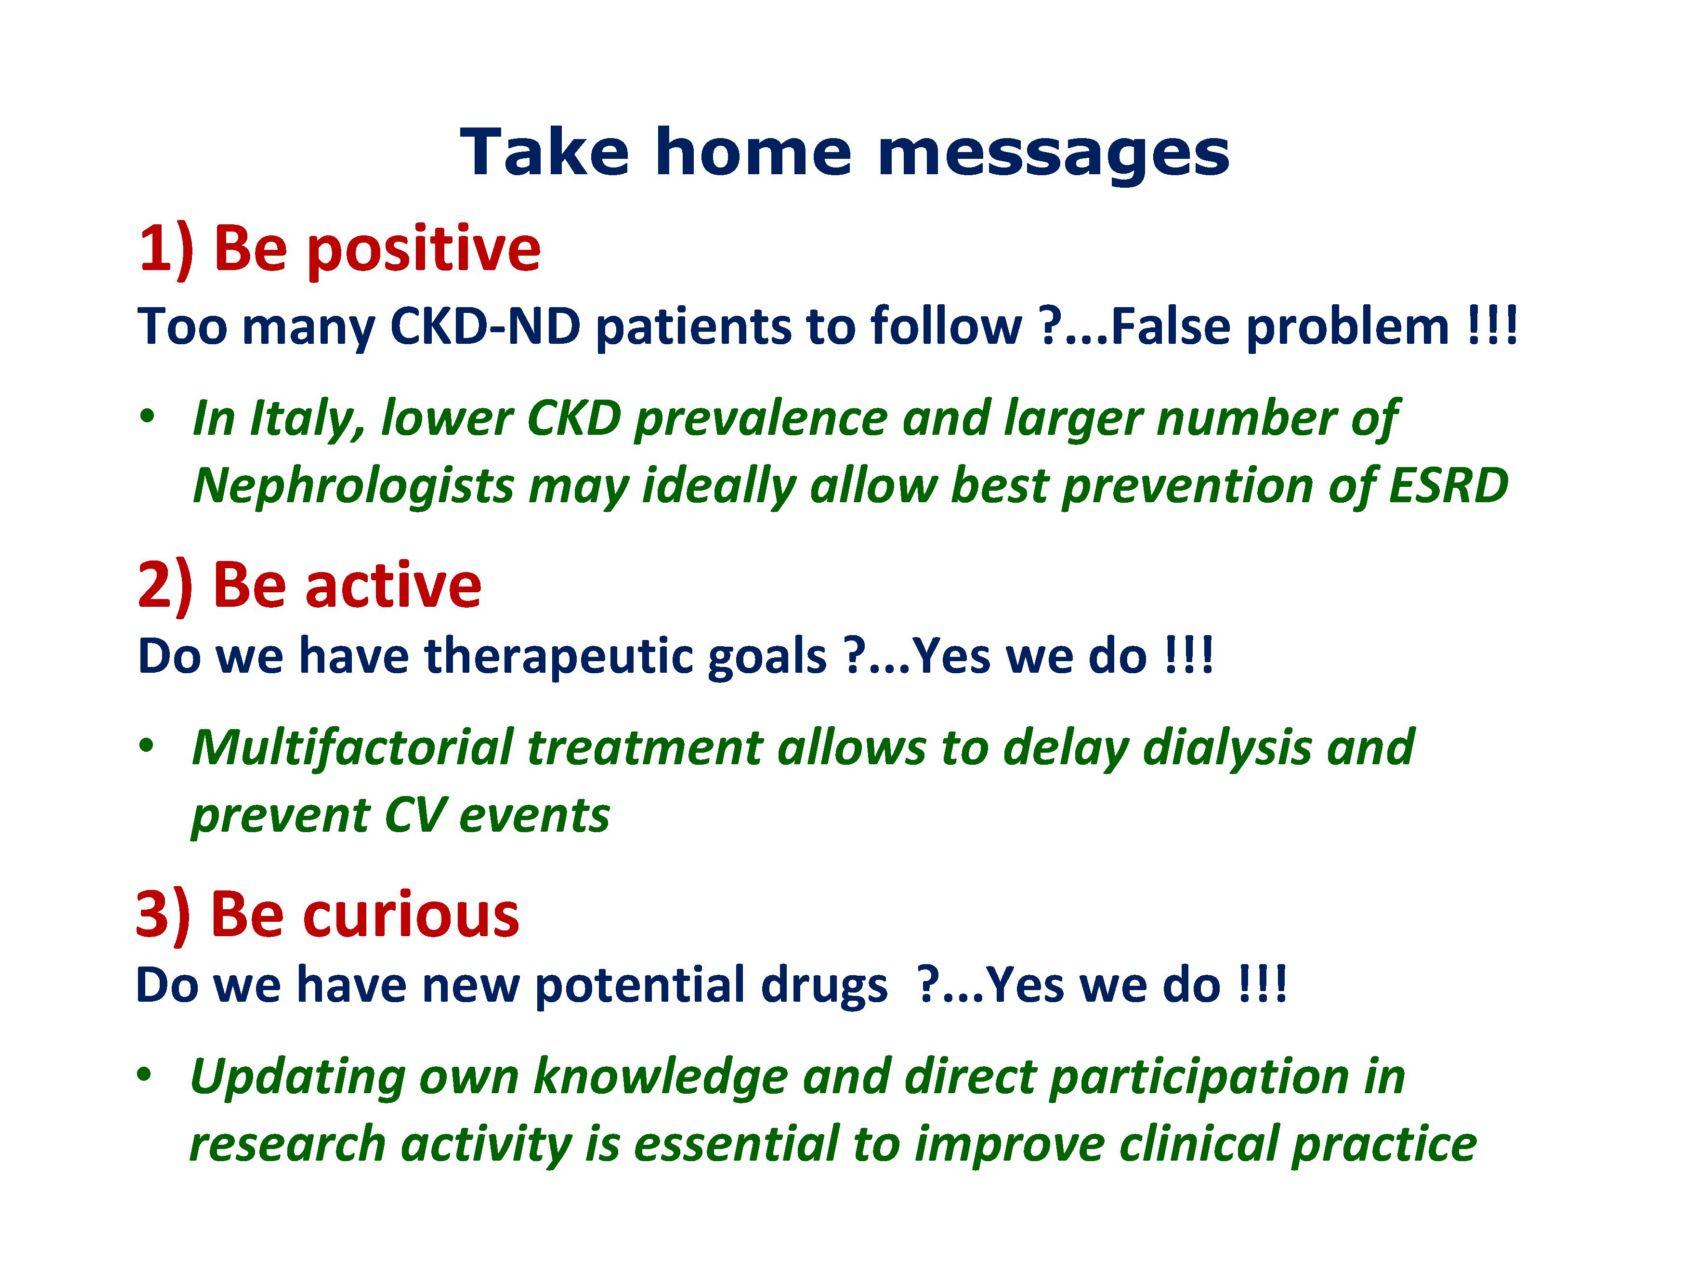 Take home messages
1) Be positive
Too many CKD-ND patients to follow ?...False problem !!!
• In Italy, lower CKD prevalence and larger number of
Nephrologists may ideally allow best prevention of ESRD
2) Be active
Do we have therapeutic goals ?...Yes we do !!!
• Multifactorial treatment allows to delay dialysis and
prevent CV events
3) Be curious
Do we have new potential drugs  ?...Yes we do !!!
• Updating own knowledge and direct participation in
research activity is essential to improve clinical practice